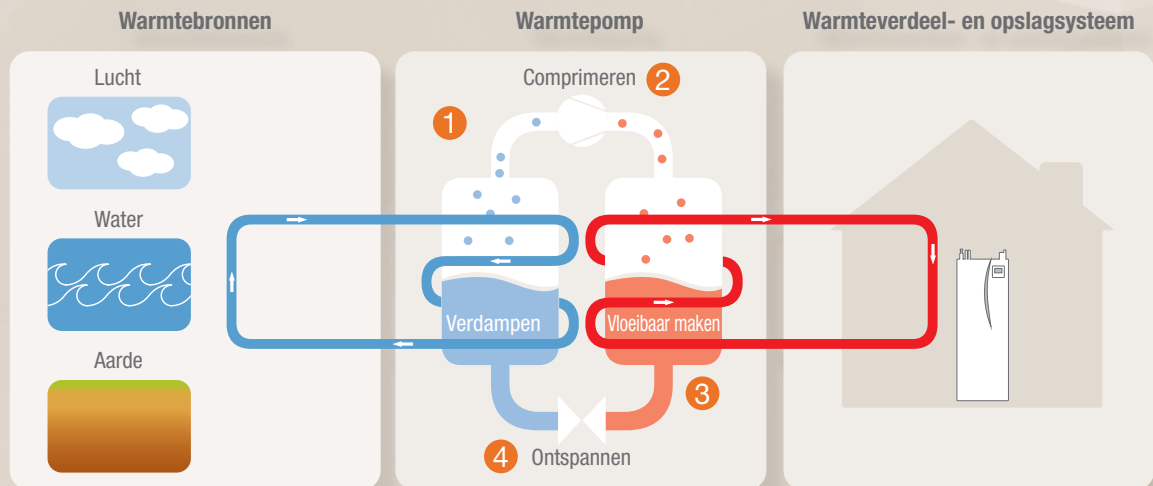 Warmtebronnen
Warmtepomp
Warmteverdeel- en opslagsysteem
Lucht
Water
Aarde
1
Comprimeren 2
Verdampen
Vloeibaar maken
3
4 Ontspannen